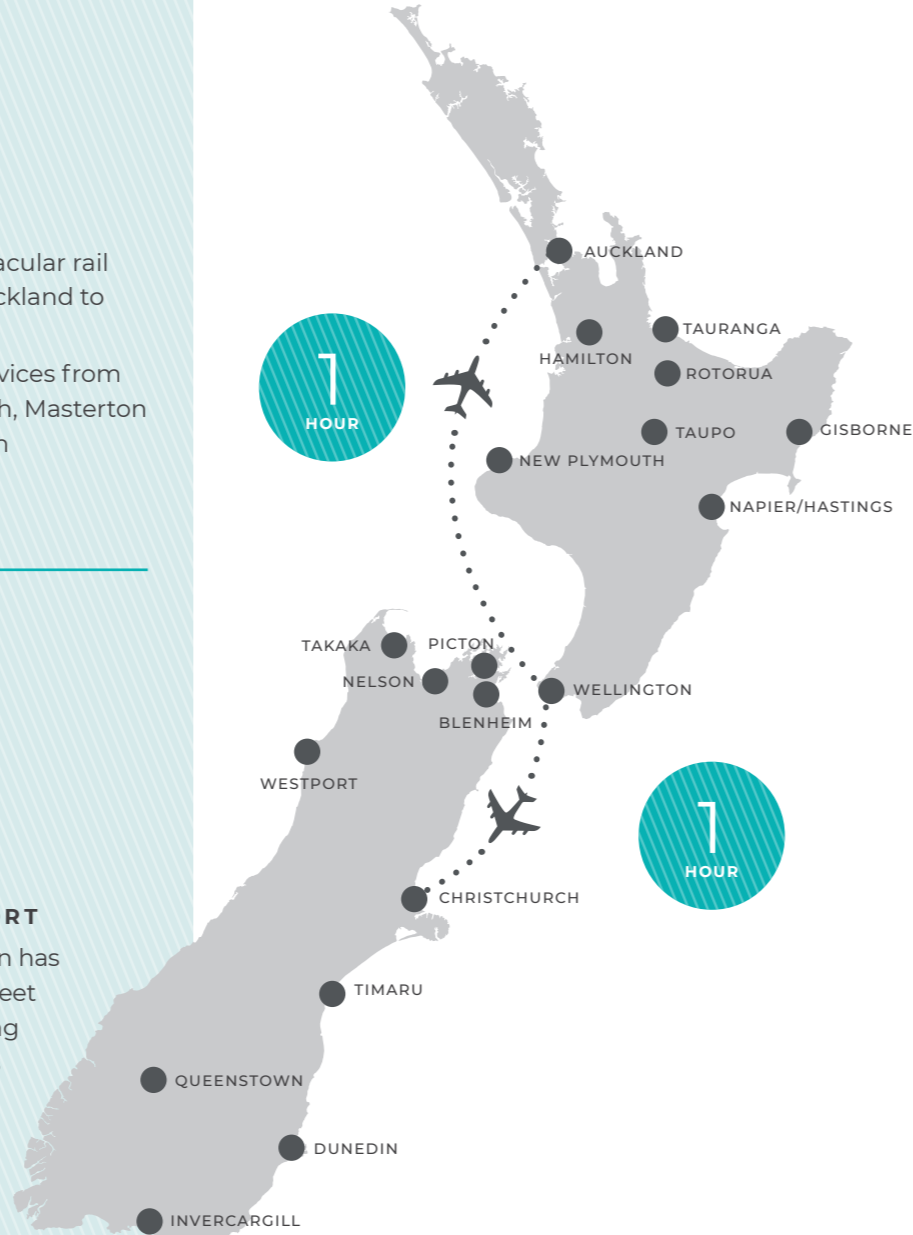 acular rail
ckland to
vices from
h, Masterton
n
RT
n has
eet
ng
AUCKLAND
TAURANGA
HAMILTON
ROTORUA
1
HOUR
TAUPO
GISBORNE
NEW PLYMOUTH
NAPIER/HASTINGS
TAKAKA
PICTON
NELSON
WELLINGTON
BLENHEIM
WESTPORT
1
HOUR
CHRISTCHURCH
TIMARU
QUEENSTOWN
DUNEDIN
INVERCARGILL